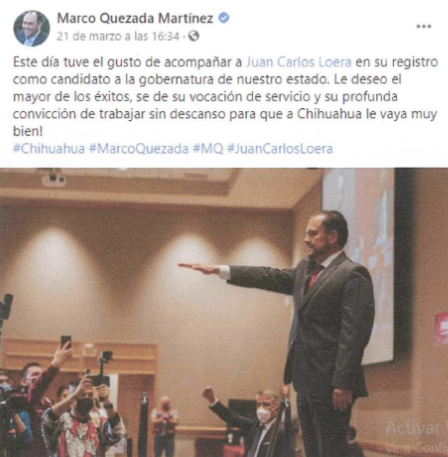 Marco Quezada Martínez
21 de marzo a las 16:34 ·
Este día tuve el gusto de acompañar a Juan Carlos Loera en su registro
como candidato a la gobernatura de nuestro estado. Le deseo el
mayor de los éxitos, se de su vocación de servicio y su profunda
convicción de trabajar sin descanso para que a Chihuahua le vaya muy
bien!
#Chihuahua #MarcoQuezada #MQ #JuanCarlosLoera
Activar